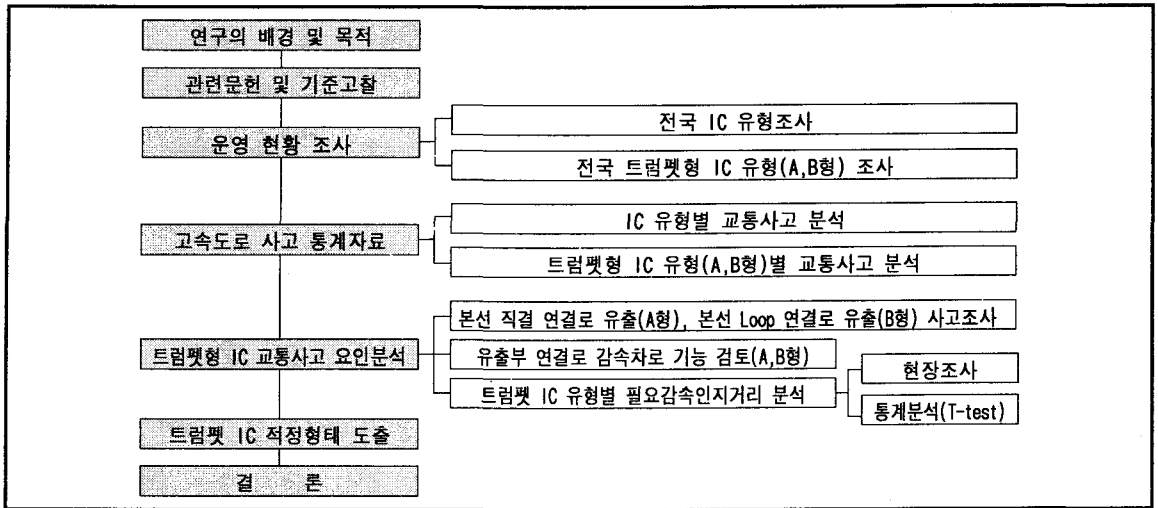 연구의 배경 및 목적
관련문헌 및 기준고찰
운영 현황 조사
전국 IC 유형조사
전국 트럼펫형 IC 유형(A,B형) 조사
고속도로 사고 통계자료
IC 유형별 교통사고 분석
트럼펫형 IC 유형(A,B형)별 교통사고 분석
트럼펫형 IC 교통사고 요인분석
본선 직결 연결로 유출(A형), 본선 Loop 연결로 유출(B형) 사고조사
유출부 연결로 감속차로 기능 검토(A,B형)
트럼펫 IC 유형별 필요감속인지거리 분석
현장조사
통계분석(T-test)
트럼펫 IC 적정형태 도출
결 론